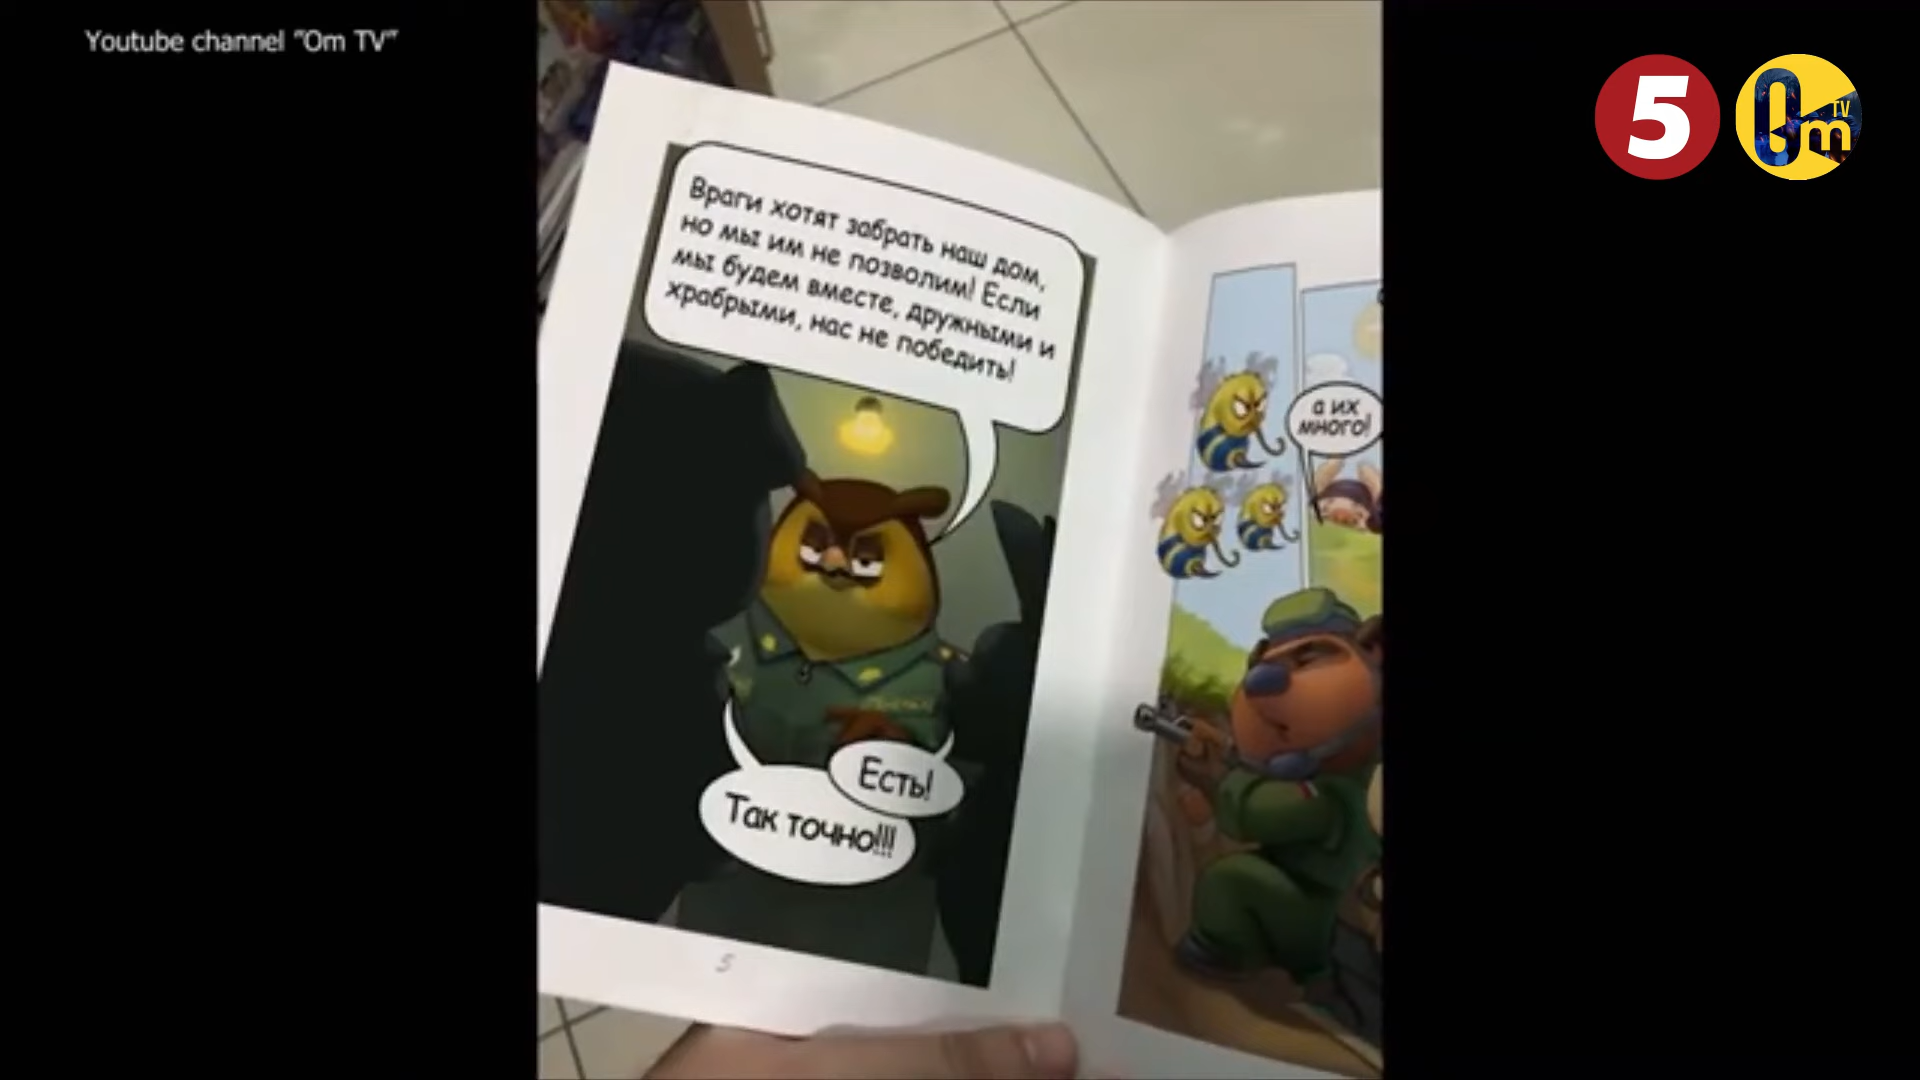 Youtube channel "Om TV"
5
Om
TV
Враги хотят забрать наш дом,
но мы им не позволим! Если
мы будем вместе, дружными и
храбрыми, нас не победить!
Есть!
Так точно!!!
5
а их
много!